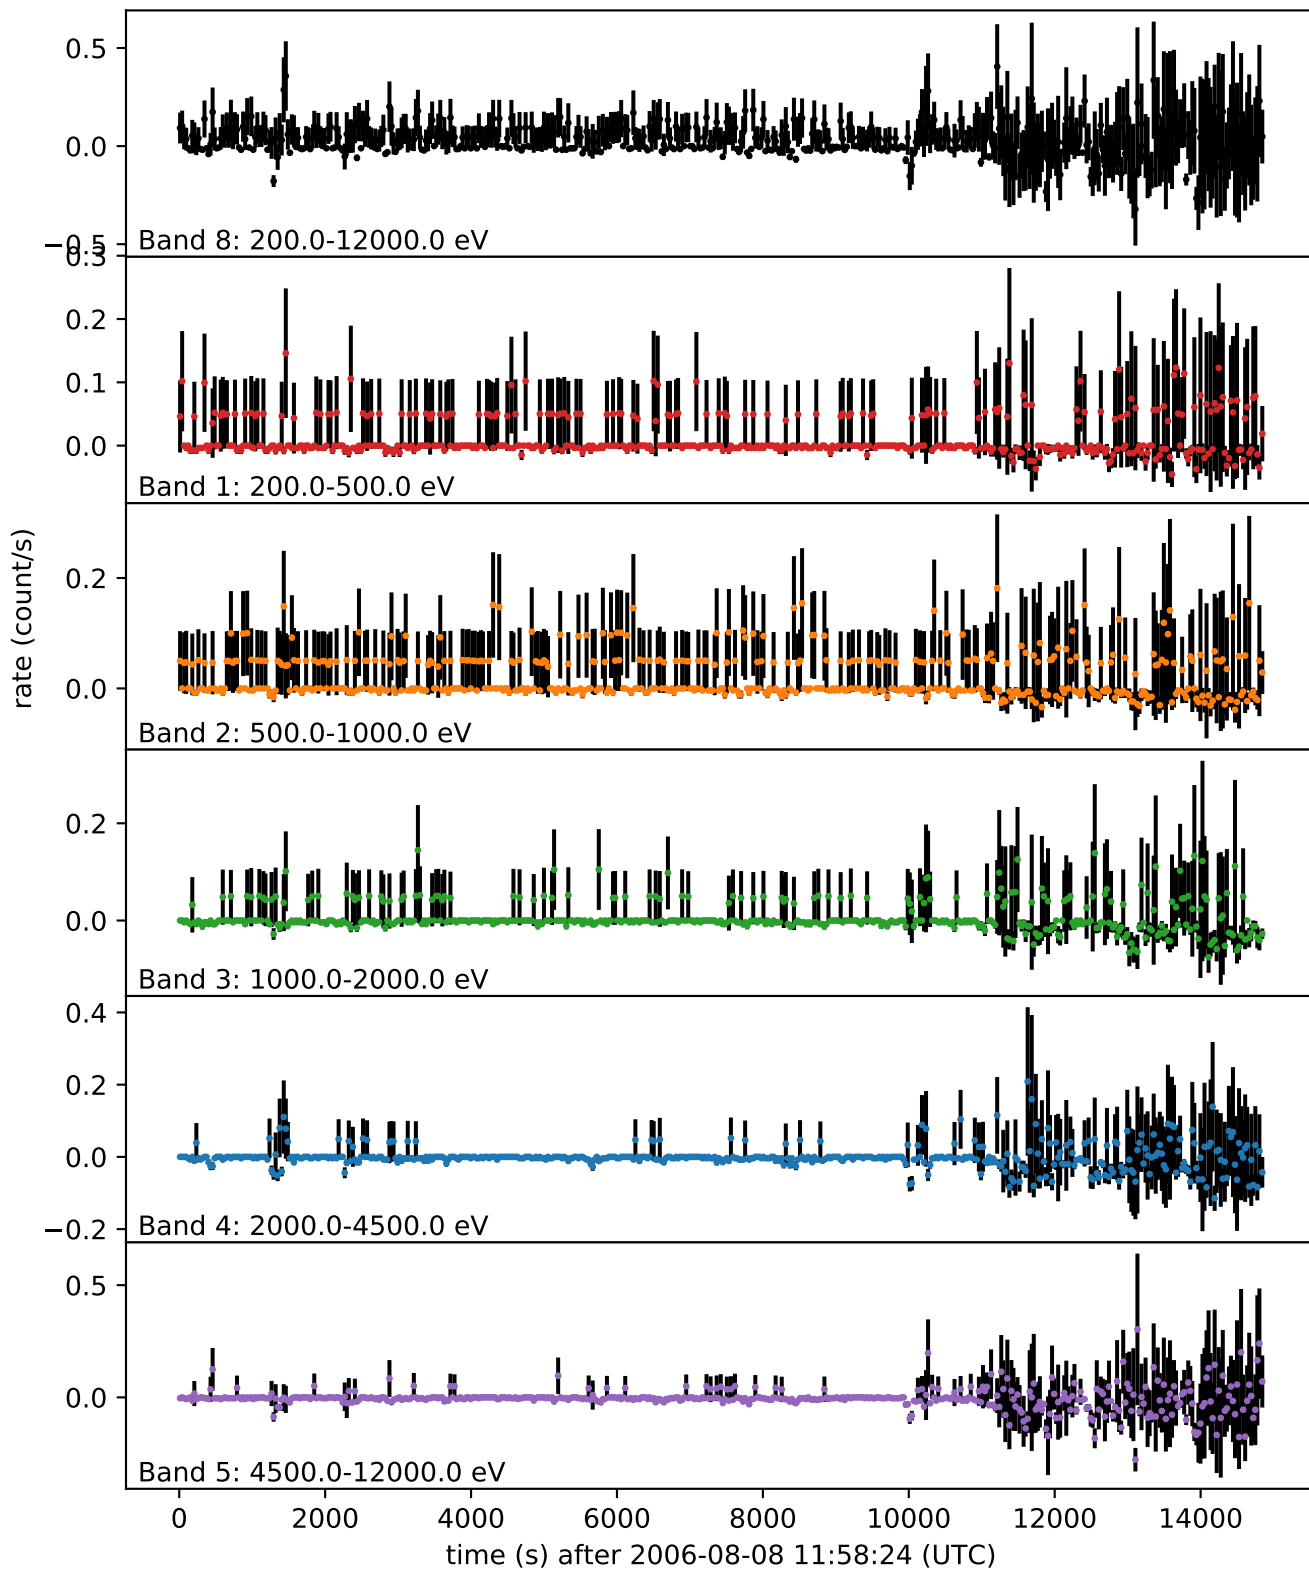 0.5
0.0
−0.5
Band 8: 200.0-12000.0 eV
0.3
0.2
0.1
0.0
Band 1: 200.0-500.0 eV
rate (count/s)
0.2
0.0
Band 2: 500.0-1000.0 eV
0.2
0.0
Band 3: 1000.0-2000.0 eV
0.4
0.2
0.0
−0.2
Band 4: 2000.0-4500.0 eV
0.5
0.0
Band 5: 4500.0-12000.0 eV
0 2000 4000 6000 8000 10000 12000 14000
time (s) after 2006-08-08 11:58:24 (UTC)